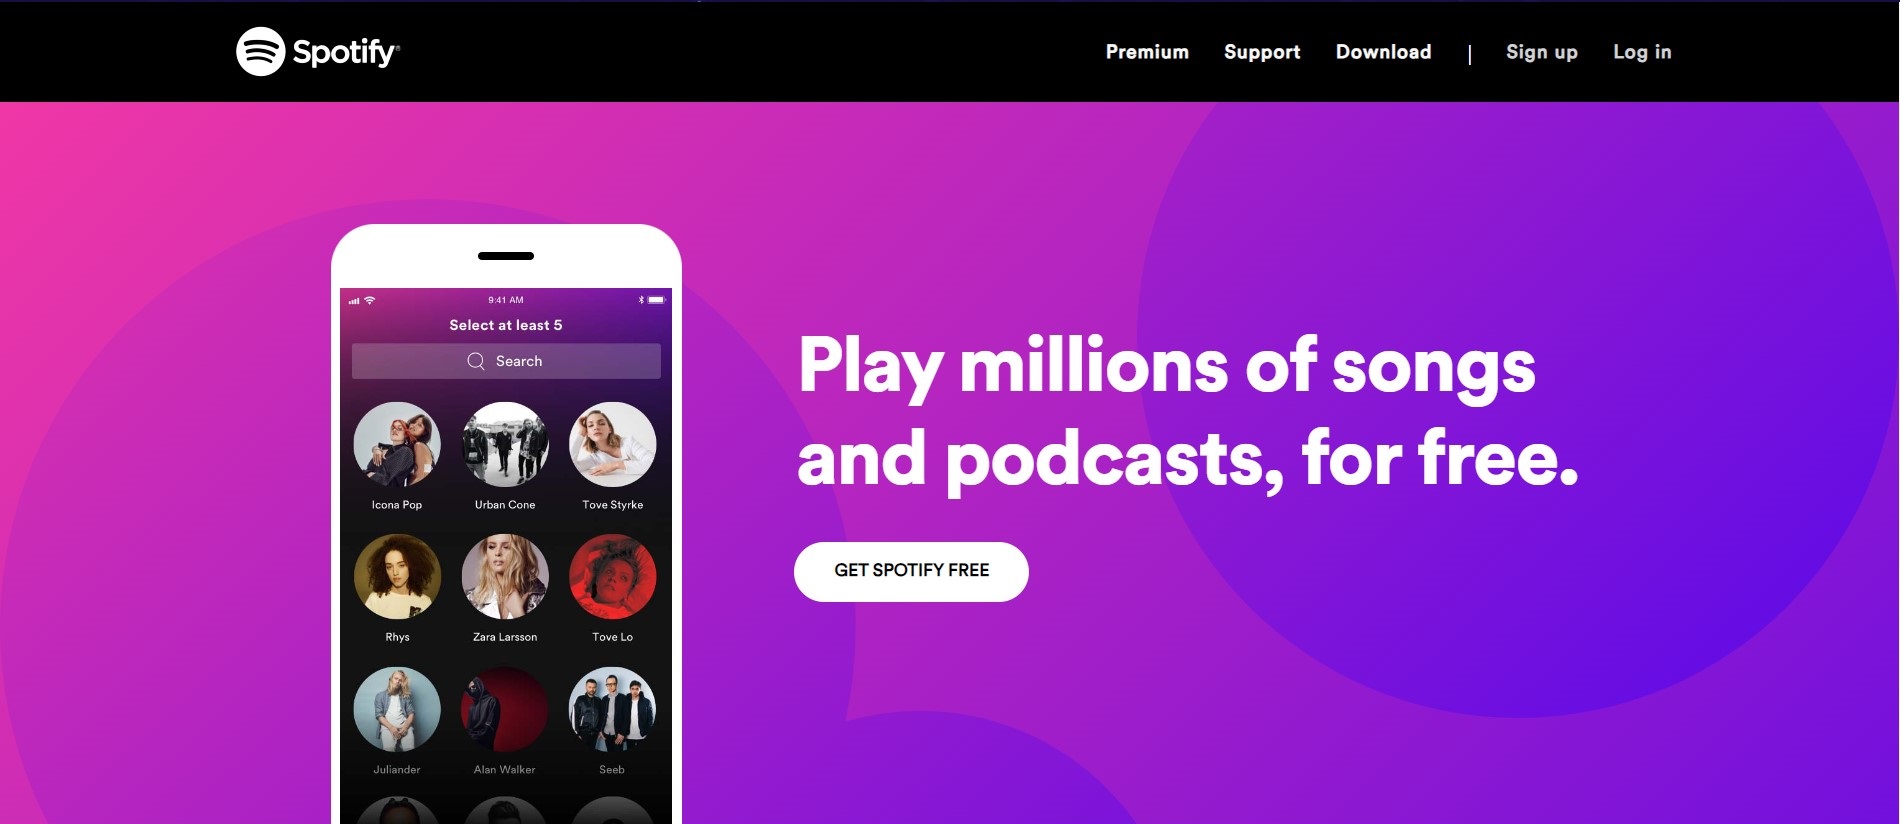 Spotify®
Premium Support Download | Sign up Log in
9:41 AM
Select at least 5
Search
Icona Pop Urban Cone Tove Styrke
Rhys Zara Larsson Tove Lo
Juliander Alan Walker Seeb
Play millions of songs
and podcasts, for free.
GET SPOTIFY FREE